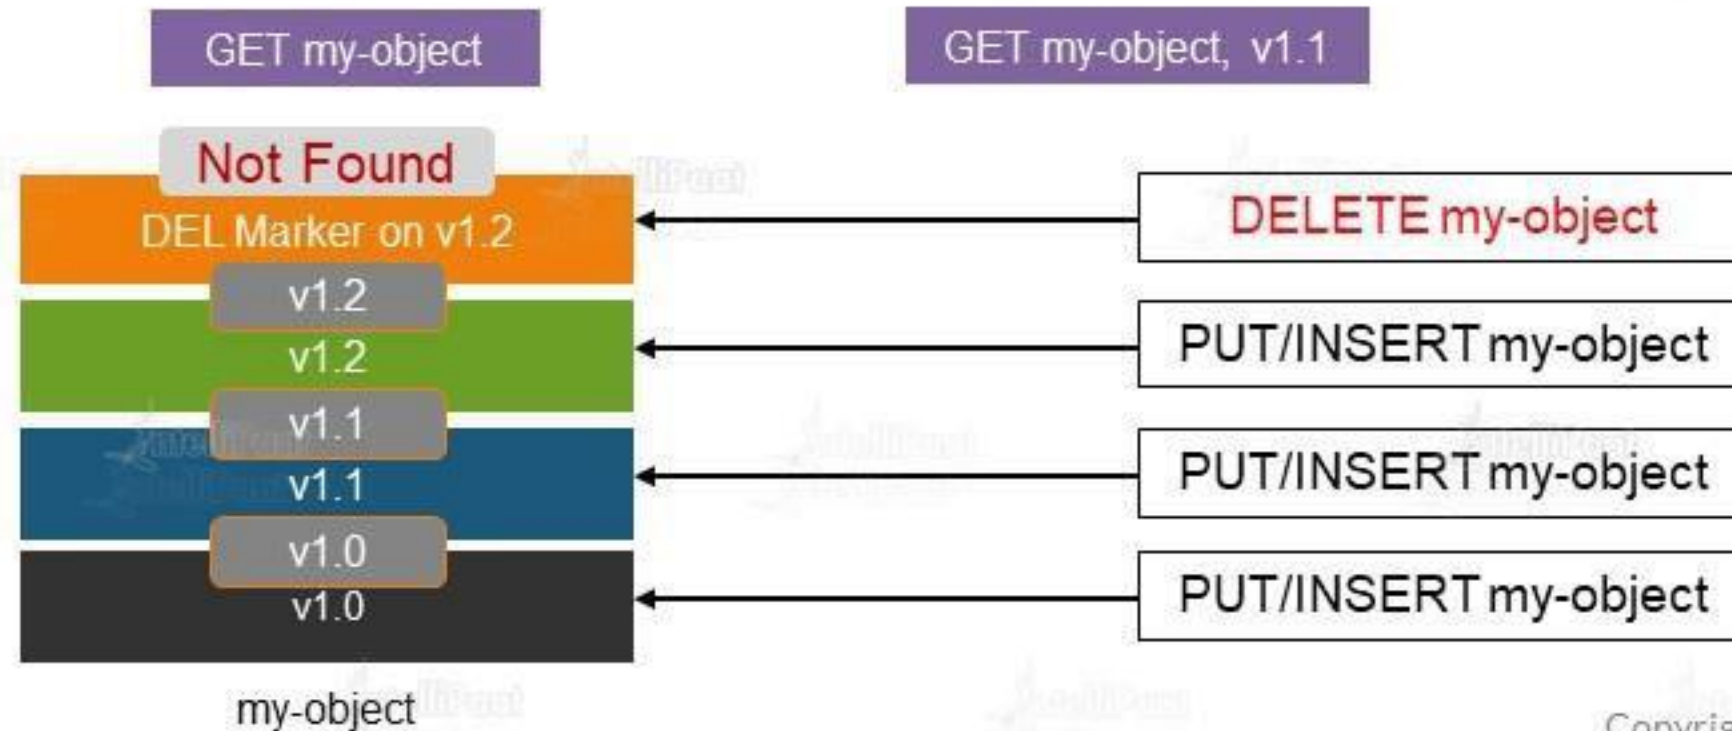 GET my-object
GET my-object, v1.1
Not Found
DEL Marker on v1.2
DELETE my-object
v1.2
v1.2
PUT/INSERT my-object
v1.1
v1.1
PUT/INSERT my-object
v1.0
v1.0
PUT/INSERT my-object
my-object